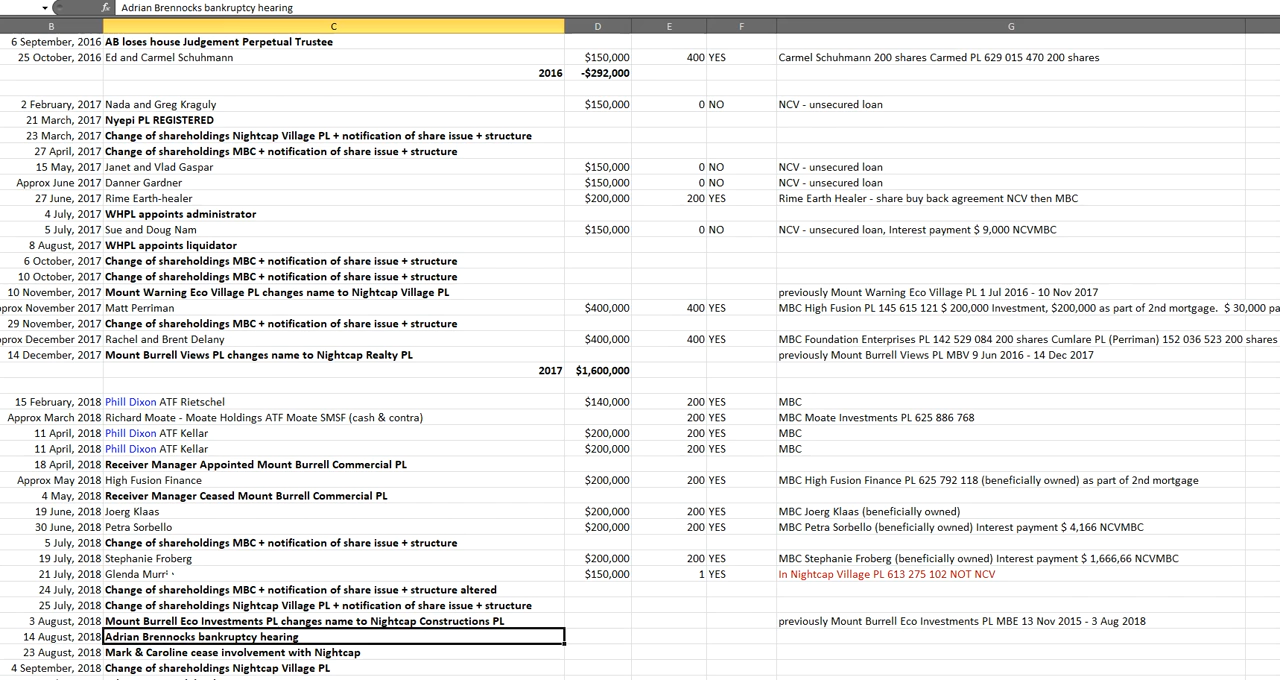 fx Adrian Brennocks bankruptcy hearing
B C D E F G
6 September, 2016 AB loses house Judgement Perpetual Trustee
25 October, 2016 Ed and Carmel Schuhmann $150,000 400 YES Carmel Schuhmann 200 shares Carmed PL 629 015 470 200 shares
2016 -$292,000
2 February, 2017 Nada and Greg Kraguly $150,000 0 NO NCV - unsecured loan
21 March, 2017 Nyepi PL REGISTERED
23 March, 2017 Change of shareholdings Nightcap Village PL + notification of share issue + structure
27 April, 2017 Change of shareholdings MBC + notification of share issue + structure
15 May, 2017 Janet and Vlad Gaspar $150,000 0 NO NCV - unsecured loan
Approx June 2017 Danner Gardner $150,000 0 NO NCV - unsecured loan
27 June, 2017 Rime Earth-healer $200,000 200 YES Rime Earth Healer - share buy back agreement NCV then MBC
4 July, 2017 WHPL appoints administrator
5 July, 2017 Sue and Doug Nam $150,000 0 NO NCV - unsecured loan, Interest payment $ 9,000 NCVMBC
8 August, 2017 WHPL appoints liquidator
6 October, 2017 Change of shareholdings MBC + notification of share issue + structure
10 October, 2017 Change of shareholdings MBC + notification of share issue + structure
10 November, 2017 Mount Warning Eco Village PL changes name to Nightcap Village PL previously Mount Warning Eco Village PL 1 Jul 2016 - 10 Nov 2017
pprox November 2017 Matt Perriman $400,000 400 YES MBC High Fusion PL 145 615 121 $ 200,000 Investment, $200,000 as part of 2nd mortgage. $ 30,000 pa
29 November, 2017 Change of shareholdings MBC + notification of share issue + structure
pprox December 2017 Rachel and Brent Delany $400,000 400 YES MBC Foundation Enterprises PL 142 529 084 200 shares Cumlare PL (Perriman) 152 036 523 200 shares
14 December, 2017 Mount Burrell Views PL changes name to Nightcap Realty PL previously Mount Burrell Views PL MBV 9 Jun 2016 - 14 Dec 2017
2017 $1,600,000
15 February, 2018 Phill Dixon ATF Rietschel $140,000 200 YES MBC
Approx March 2018 Richard Moate - Moate Holdings ATF Moate SMSF (cash & contra) 200 YES MBC Moate Investments PL 625 886 768
11 April, 2018 Phill Dixon ATF Kellar $200,000 200 YES MBC
11 April, 2018 Phill Dixon ATF Kellar $200,000 200 YES MBC
18 April, 2018 Receiver Manager Appointed Mount Burrell Commercial PL
Approx May 2018 High Fusion Finance $200,000 200 YES MBC High Fusion Finance PL 625 792 118 (beneficially owned) as part of 2nd mortgage
4 May, 2018 Receiver Manager Ceased Mount Burrell Commercial PL
19 June, 2018 Joerg Klaas $200,000 200 YES MBC Joerg Klaas (beneficially owned)
30 June, 2018 Petra Sorbello $200,000 200 YES MBC Petra Sorbello (beneficially owned) Interest payment $ 4,166 NCVMBC
5 July, 2018 Change of shareholdings MBC + notification of share issue + structure
19 July, 2018 Stephanie Froberg $200,000 200 YES MBC Stephanie Froberg (beneficially owned) Interest payment $ 1,666,66 NCVMBC
21 July, 2018 Glenda $150,000 1 YES In Nightcap Village PL 613 275 102 NOT NCV
24 July, 2018 Change of shareholdings MBC + notification of share issue + structure altered
25 July, 2018 Change of shareholdings Nightcap Village PL + notification of share issue + structure
3 August, 2018 Mount Burrell Eco Investments PL changes name to Nightcap Constructions PL previously Mount Burrell Eco Investments PL MBE 13 Nov 2015 - 3 Aug 2018
14 August, 2018 Adrian Brennocks bankruptcy hearing
23 August, 2018 Mark & Caroline cease involvement with Nightcap
4 September, 2018 Change of shareholdings Nightcap Village PL